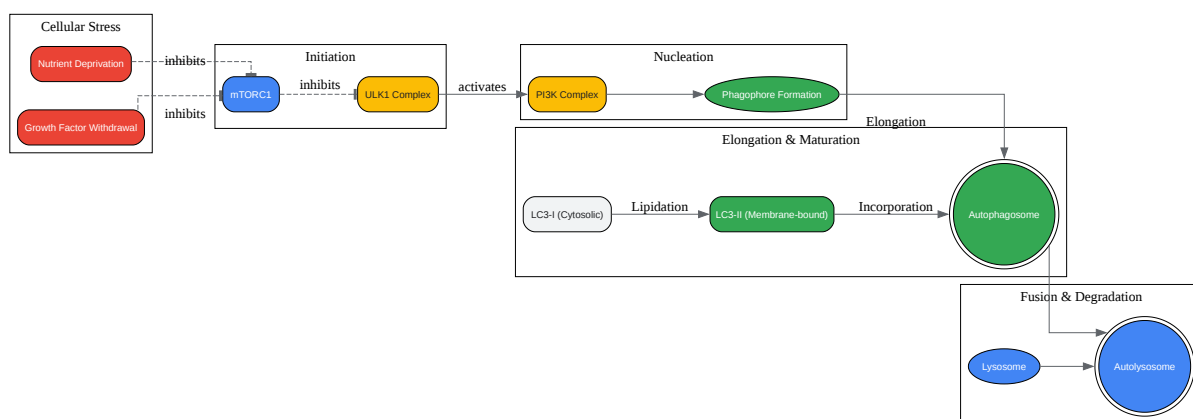 Cellular Stress
Nutrient Deprivation
Growth Factor Withdrawal
inhibits
inhibits
Initiation
mTORC1
inhibits
ULK1 Complex
activates
Nucleation
PI3K Complex
Phagophore Formation
Elongation
Elongation & Maturation
LC3-I (Cytosolic)
Lipidation
LC3-II (Membrane-bound)
Incorporation
Autophagosome
Fusion & Degradation
Lysosome
Autolysosome